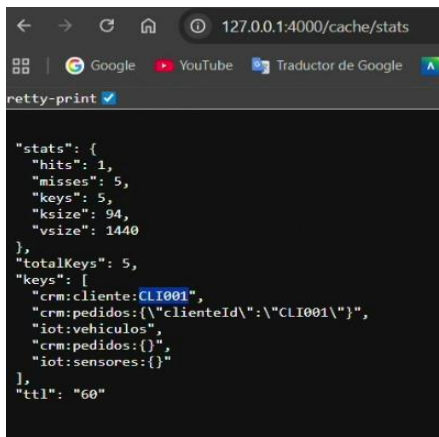 127.0.0.1:4000/cache/stats
Google YouTube Traductor de Google
retty-print
"stats": {
"hits": 1,
"misses": 5,
"keys": 5,
"ksize": 94,
"vsize": 1440
},
"totalKeys": 5,
"keys": [
"crm:cliente:CLI001",
"crm:pedidos:{\"clienteId\":\"CLI001\"}",
"iot:vehiculos",
"crm:pedidos:{}",
"iot:sensores:{}"
],
"ttl": "60"